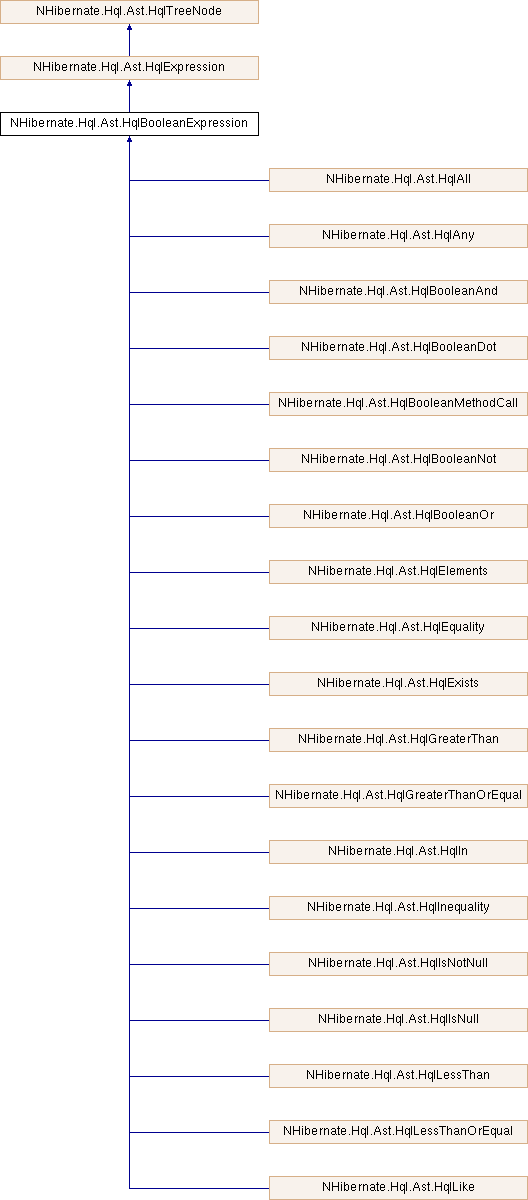 NHibernate.Hql.Ast.HqlTreeNode
NHibernate.Hql.Ast.HqlExpression
NHibernate.Hql.Ast.HqlBooleanExpression
NHibernate.Hql.Ast.HqlAll
NHibernate.Hql.Ast.HqlAny
NHibernate.Hql.Ast.HqlBooleanAnd
NHibernate.Hql.Ast.HqlBooleanDot
NHibernate.Hql.Ast.HqlBooleanMethodCall
NHibernate.Hql.Ast.HqlBooleanNot
NHibernate.Hql.Ast.HqlBooleanOr
NHibernate.Hql.Ast.HqlElements
NHibernate.Hql.Ast.HqlEquality
NHibernate.Hql.Ast.HqlExists
NHibernate.Hql.Ast.HqlGreaterThan
NHibernate.Hql.Ast.HqlGreaterThanOrEqual
NHibernate.Hql.Ast.HqlIn
NHibernate.Hql.Ast.HqlInequality
NHibernate.Hql.Ast.HqlIsNotNull
NHibernate.Hql.Ast.HqlIsNull
NHibernate.Hql.Ast.HqlLessThan
NHibernate.Hql.Ast.HqlLessThanOrEqual
NHibernate.Hql.Ast.HqlLike